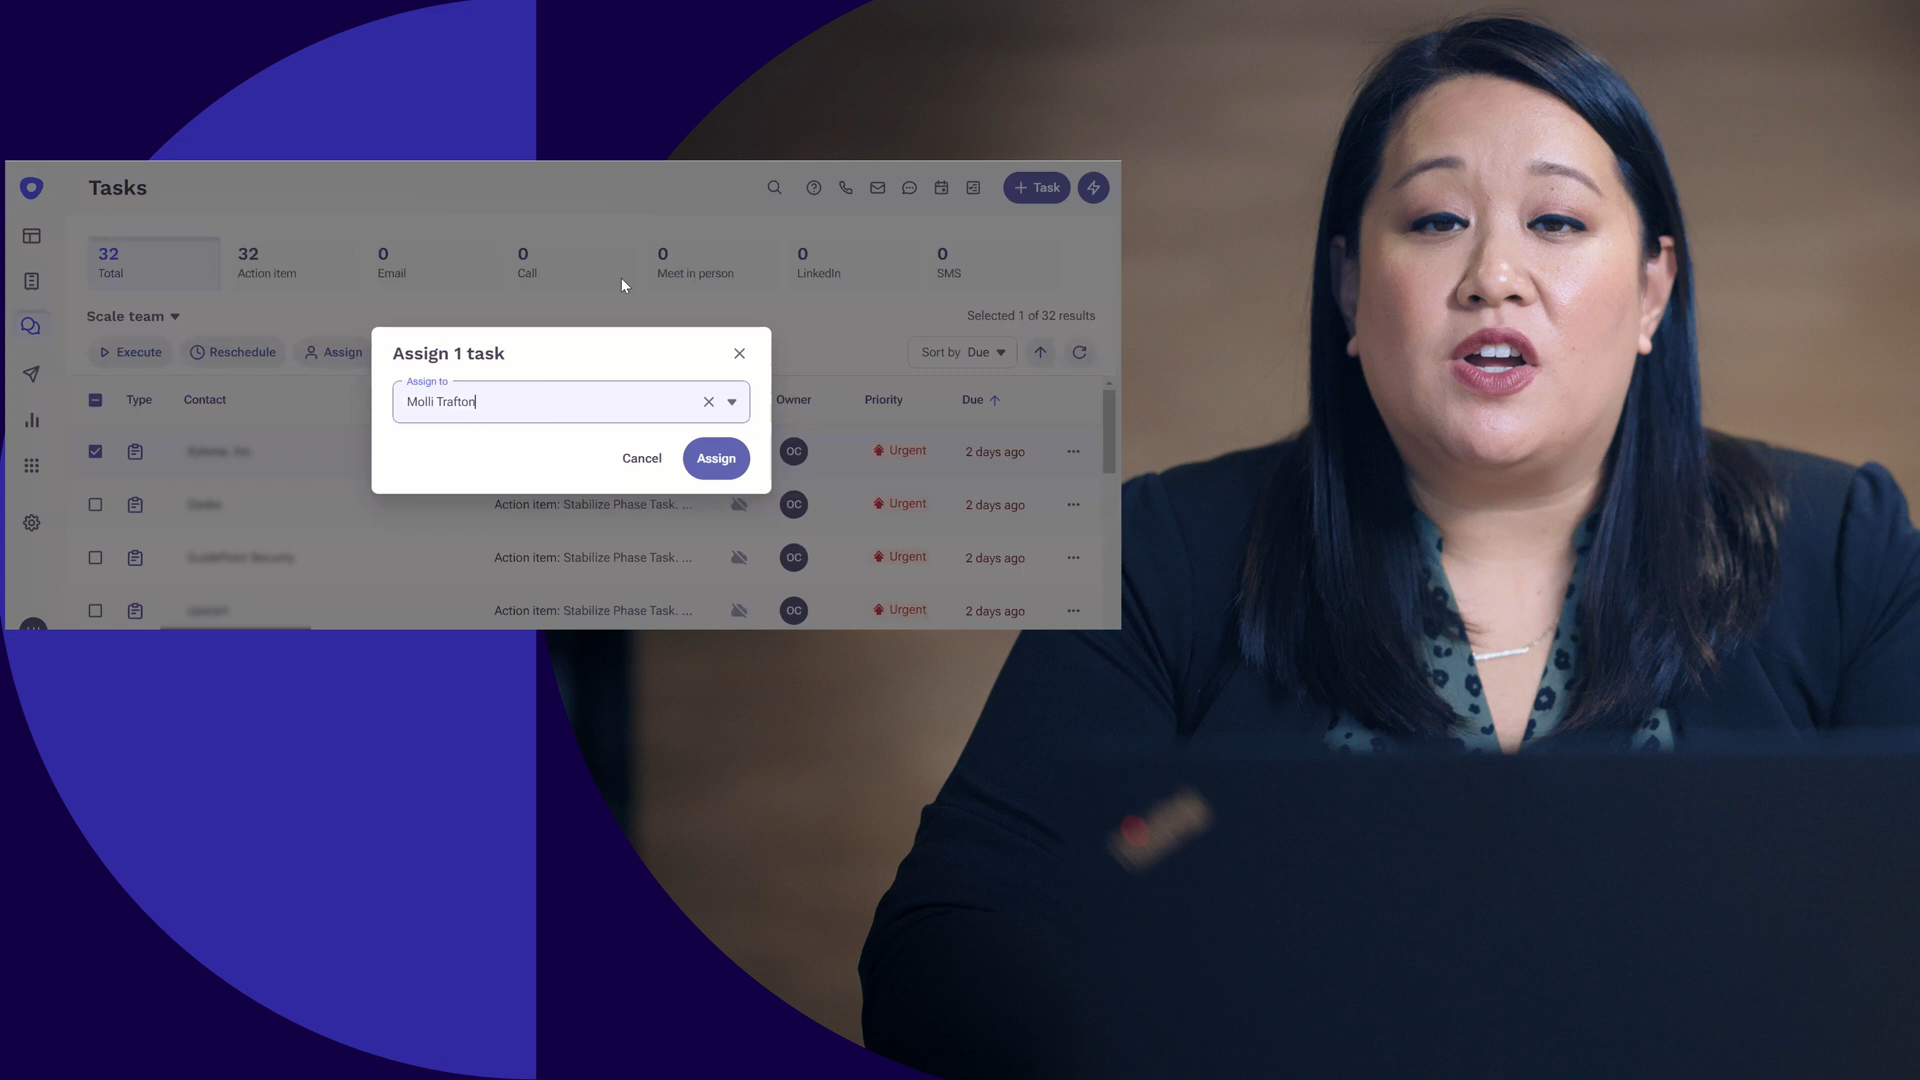 Tasks
+ Task
32 Total
32 Action item
0 Email
0 Call
0 Meet in person
0 LinkedIn
0 SMS
Scale team
Selected 1 of 32 results
Execute Reschedule Assign
Sort by Due
Assign 1 task
Assign to
Molli Trafton
Cancel Assign
Type Contact Owner Priority Due
OC Urgent 2 days ago
Action item: Stabilize Phase Task. ... OC Urgent 2 days ago
GuidePoint Security Action item: Stabilize Phase Task. ... OC Urgent 2 days ago
Action item: Stabilize Phase Task. ... OC Urgent 2 days ago